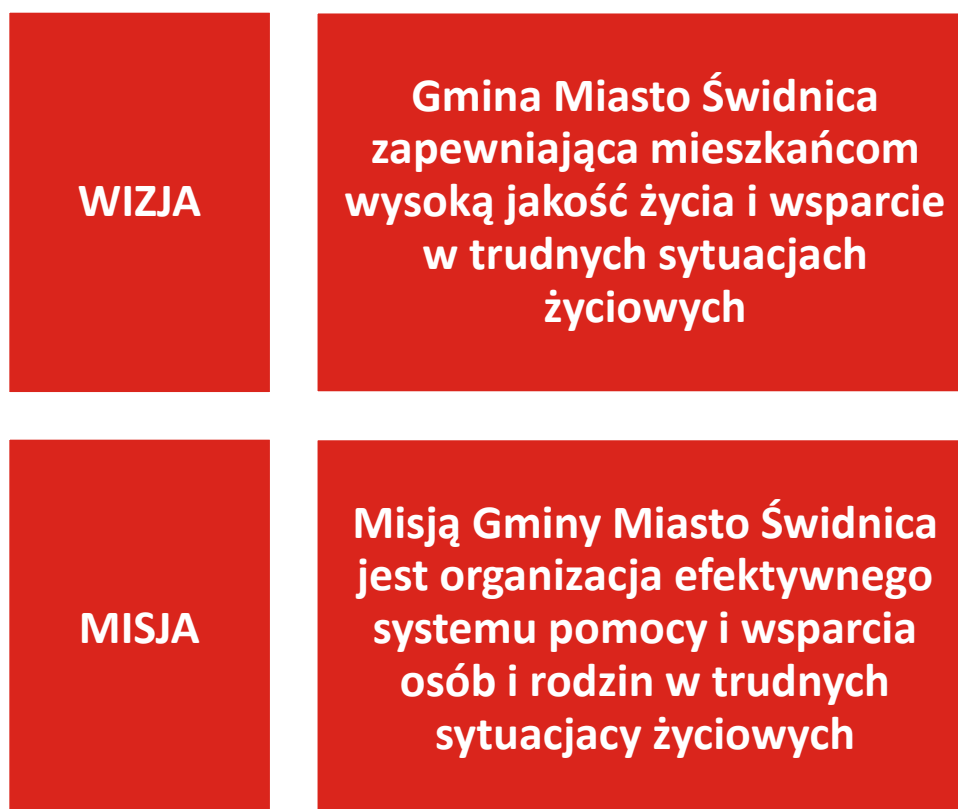 WIZJA
Gmina Miasto Świdnica
zapewniająca mieszkańcom
wysoką jakość życia i wsparcie
w trudnych sytuacjach
życiowych
MISJA
Misją Gminy Miasto Świdnica
jest organizacja efektywnego
systemu pomocy i wsparcia
osób i rodzin w trudnych
sytuacjacy życiowych